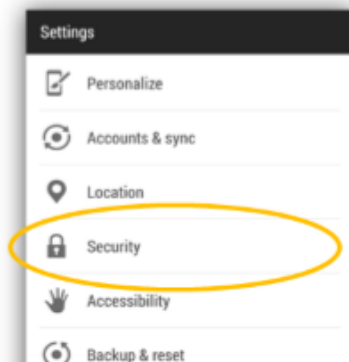 Settings
Personalize
Accounts & sync
Location
Security
Accessibility
Backup & reset